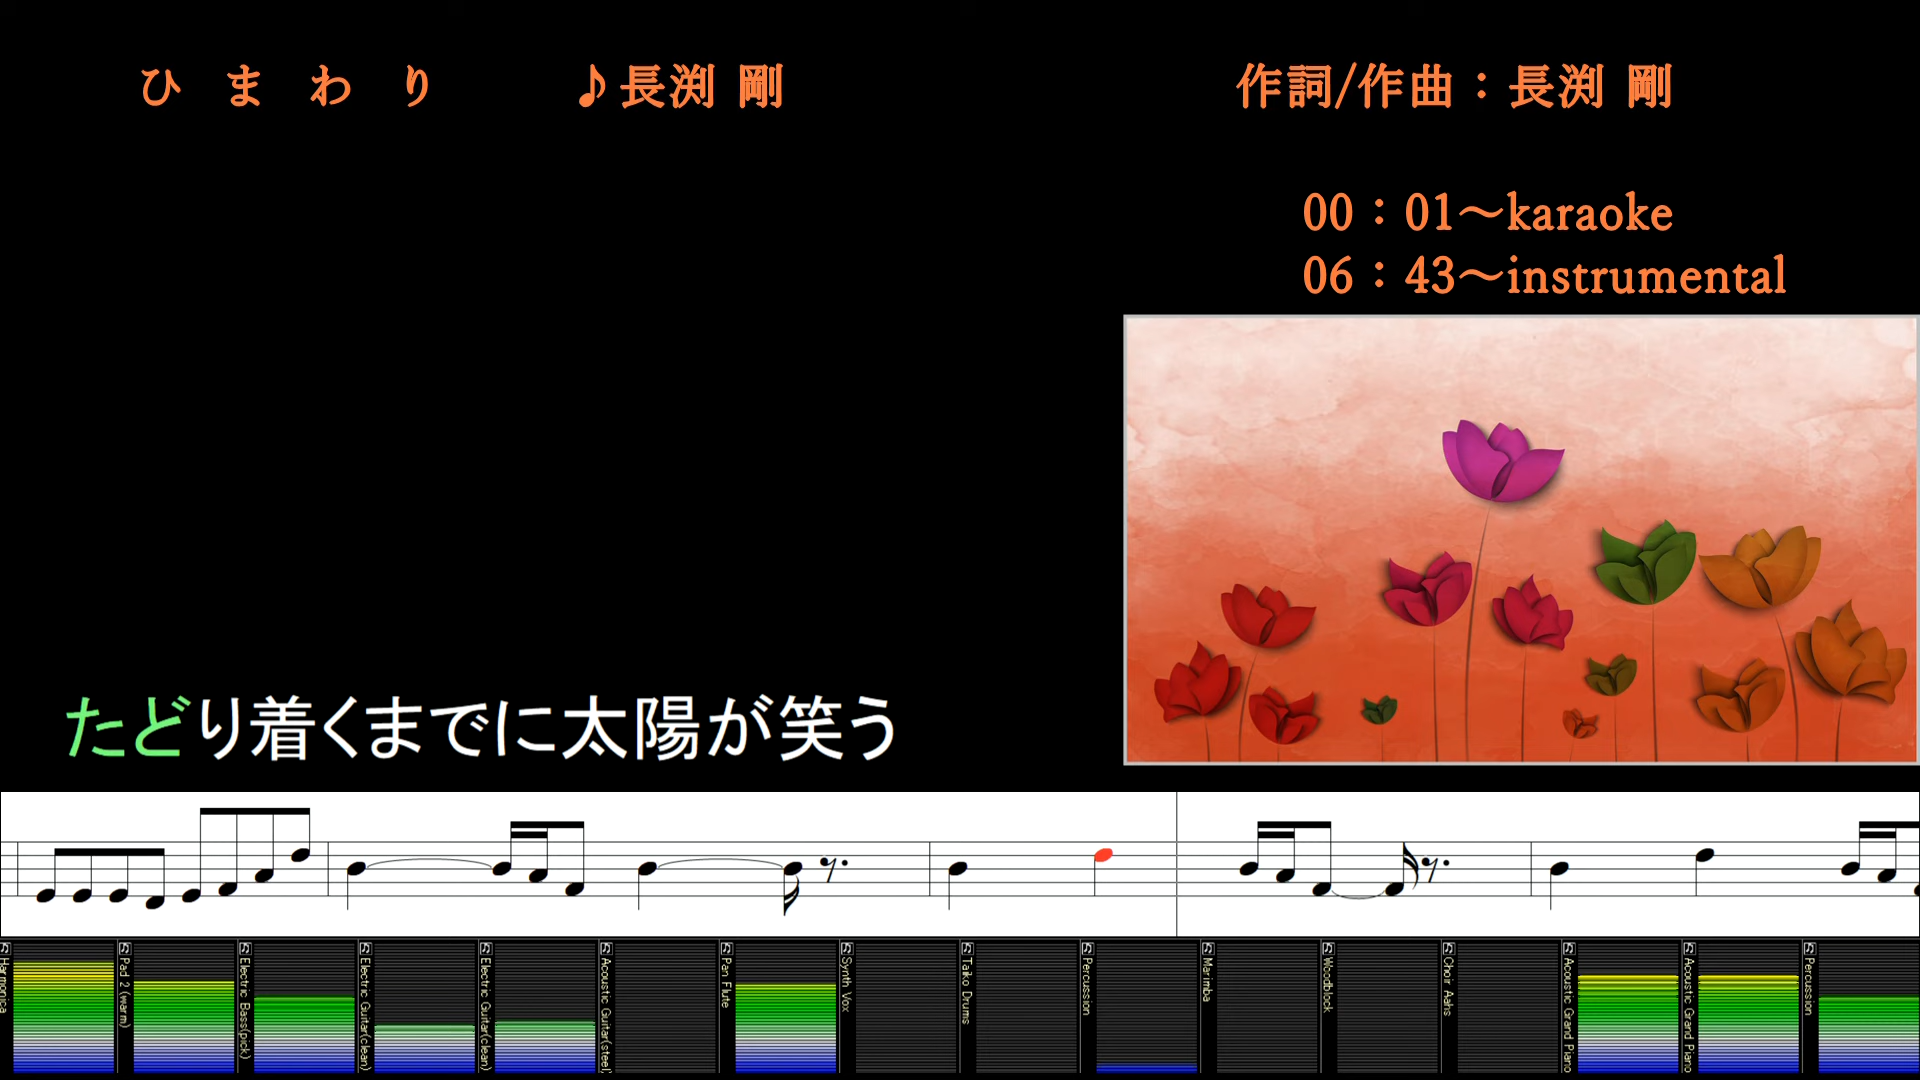 ひ　ま　わ　り　　♪長渕 剛
作詞/作曲：長渕 剛
00：01～karaoke
06：43～instrumental
たどり着くまでに太陽が笑う
Harmonica
Pad 2 (warm)
Electric Bass(pick)
Electric Guitar(clean)
Electric Guitar(clean)
Acoustic Guitar(steel)
Pan Flute
Synth Vox
Taiko Drums
Percussion
Marimba
Woodblock
Choir Aahs
Acoustic Grand Piano
Acoustic Grand Piano
Percussion